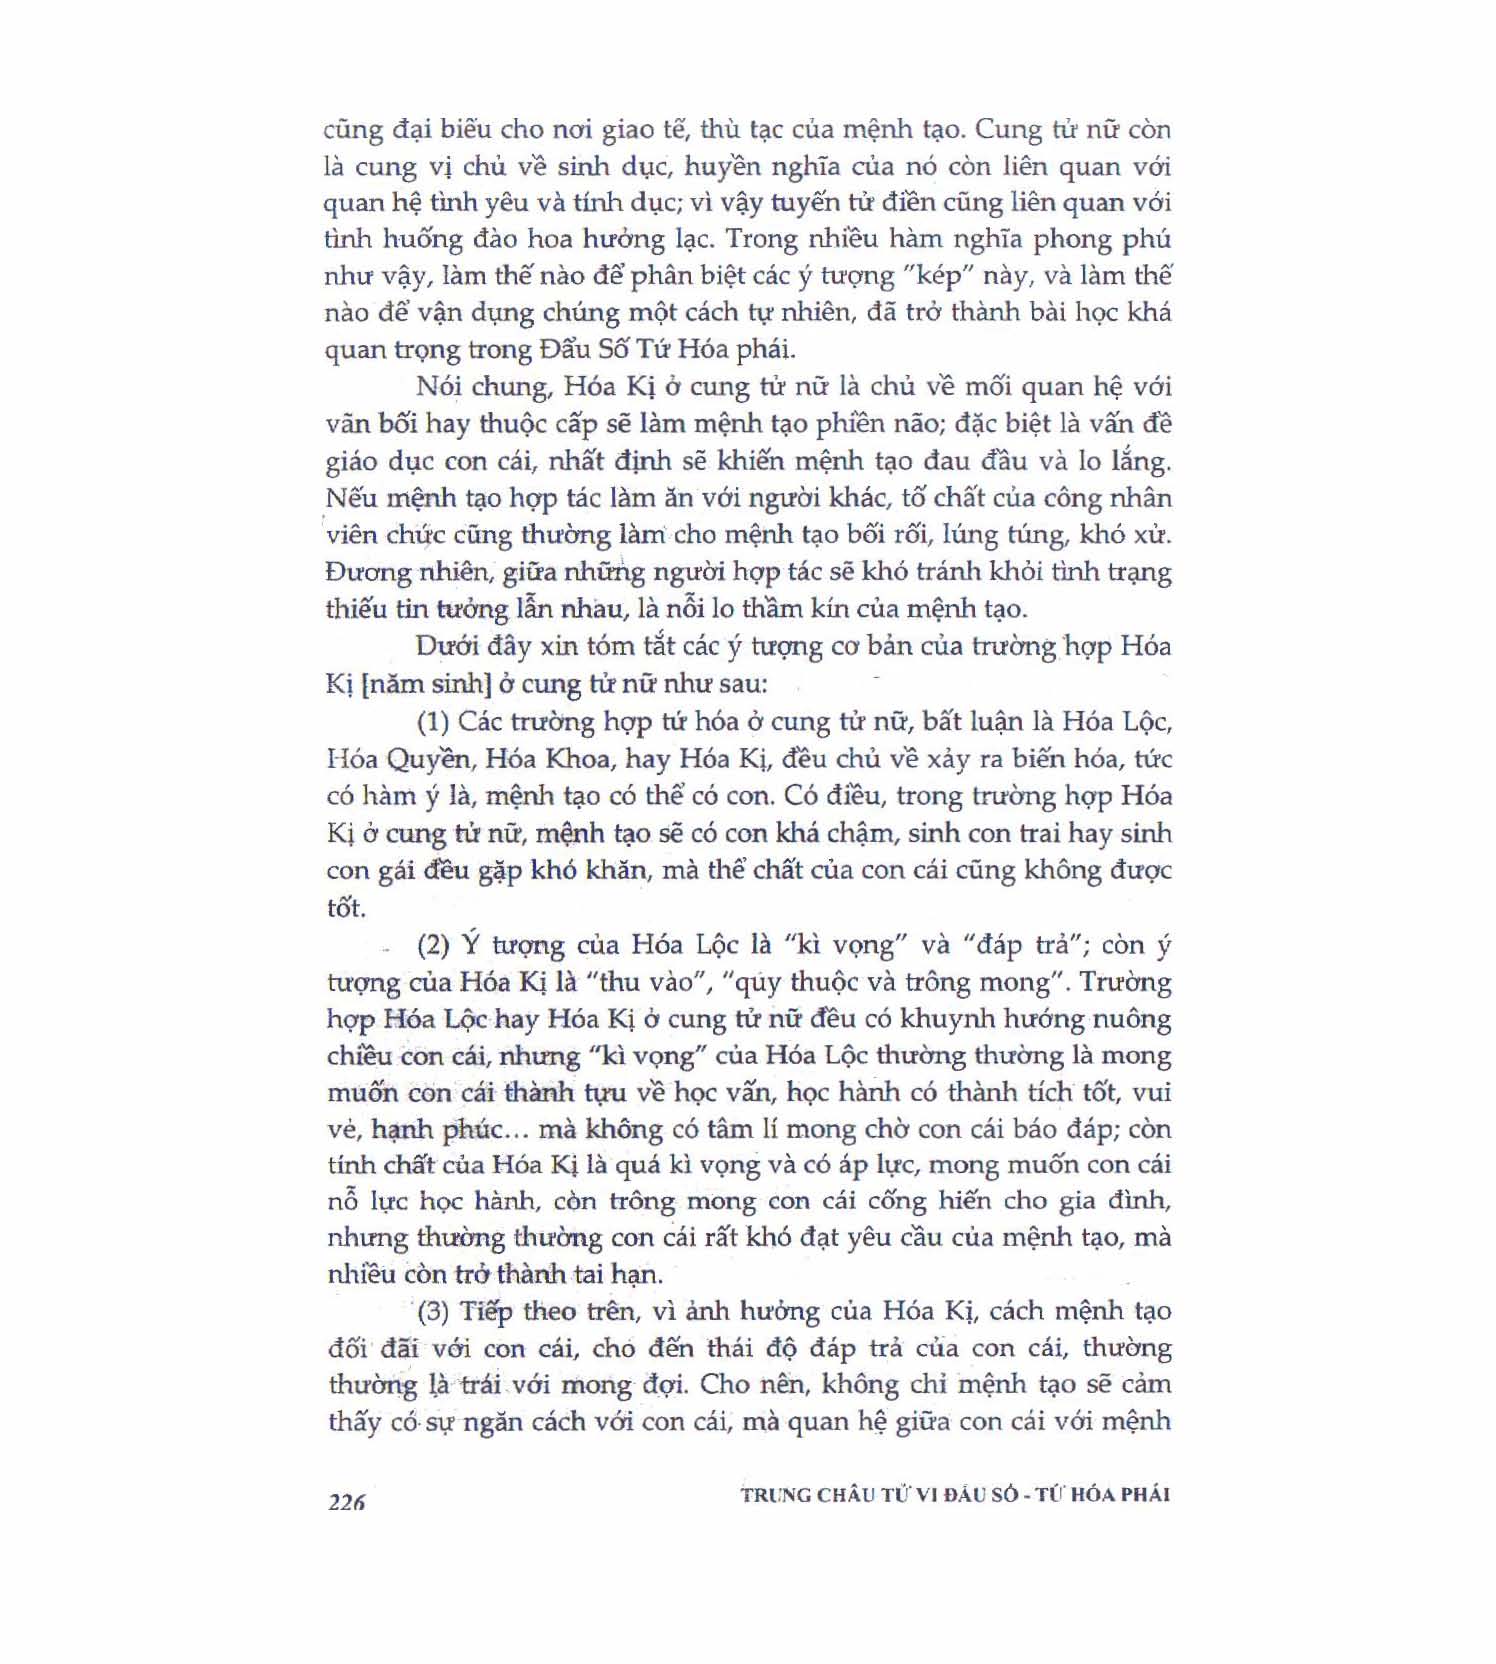 cũng đại biểu cho nơi giao tế, thù tạc của mệnh tạo. Cung tử nữ còn
là cung vị chủ về sinh dục, huyền nghĩa của nó còn liên quan với
quan hệ tình yêu và tính dục; vì vậy tuyến tử điền cũng liên quan với
tình huống đào hoa hưởng lạc. Trong nhiều hàm nghĩa phong phú
như vậy, làm thế nào để phân biệt các ý tượng "kép" này, và làm thế
nào để vận dụng chúng một cách tự nhiên, đã trở thành bài học khá
quan trọng trong Đẩu Số Tứ Hóa phái.
Nói chung, Hóa Kị ở cung tử nữ là chủ về mối quan hệ với
vãn bối hay thuộc cấp sẽ làm mệnh tạo phiền não; đặc biệt là vấn đề
giáo dục con cái, nhất định sẽ khiến mệnh tạo đau đầu và lo lắng.
Nếu mệnh tạo hợp tác làm ăn với người khác, tố chất của công nhân
viên chức cũng thường làm cho mệnh tạo bối rối, lúng túng, khó xử.
Đương nhiên, giữa những người hợp tác sẽ khó tránh khỏi tình trạng
thiếu tin tưởng lẫn nhau, là nỗi lo thầm kín của mệnh tạo.
Dưới đây xin tóm tắt các ý tượng cơ bản của trường hợp Hóa
Kị [năm sinh] ở cung tử nữ như sau:
(1) Các trường hợp tứ hóa ở cung tử nữ, bất luận là Hóa Lộc,
Hóa Quyền, Hóa Khoa, hay Hóa Kị, đều chủ về xảy ra biến hóa, tức
có hàm ý là, mệnh tạo có thể có con. Có điều, trong trường hợp Hóa
Kị ở cung tử nữ, mệnh tạo sẽ có con khá chậm, sinh con trai hay sinh
con gái đều gặp khó khăn, mà thể chất của con cái cũng không được
tốt.
(2) Ý tượng của Hóa Lộc là "kì vọng" và "đáp trả"; còn ý
tượng của Hóa Kị là "thu vào", "quy thuộc và trông mong". Trường
hợp Hóa Lộc hay Hóa Kị ở cung tử nữ đều có khuynh hướng nuông
chiều con cái, nhưng "kì vọng" của Hóa Lộc thường thường là mong
muốn con cái thành tựu về học vấn, học hành có thành tích tốt, vui
vẻ, hạnh phúc... mà không có tâm lí mong chờ con cái báo đáp; còn
tính chất của Hóa Kị là quá kì vọng và có áp lực, mong muốn con cái
nỗ lực học hành, còn trông mong con cái cống hiến cho gia đình,
nhưng thường thường con cái rất khó đạt yêu cầu của mệnh tạo, mà
nhiều còn trở thành tai hạn.
(3) Tiếp theo trên, vì ảnh hưởng của Hóa Kị, cách mệnh tạo
đối đãi với con cái, cho đến thái độ đáp trả của con cái, thường
thường là trái với mong đợi. Cho nên, không chỉ mệnh tạo sẽ cảm
thấy có sự ngăn cách với con cái, mà quan hệ giữa con cái với mệnh
226 TRUNG CHÂU TỬ VI ĐẨU SỐ - TỨ HÓA PHÁI